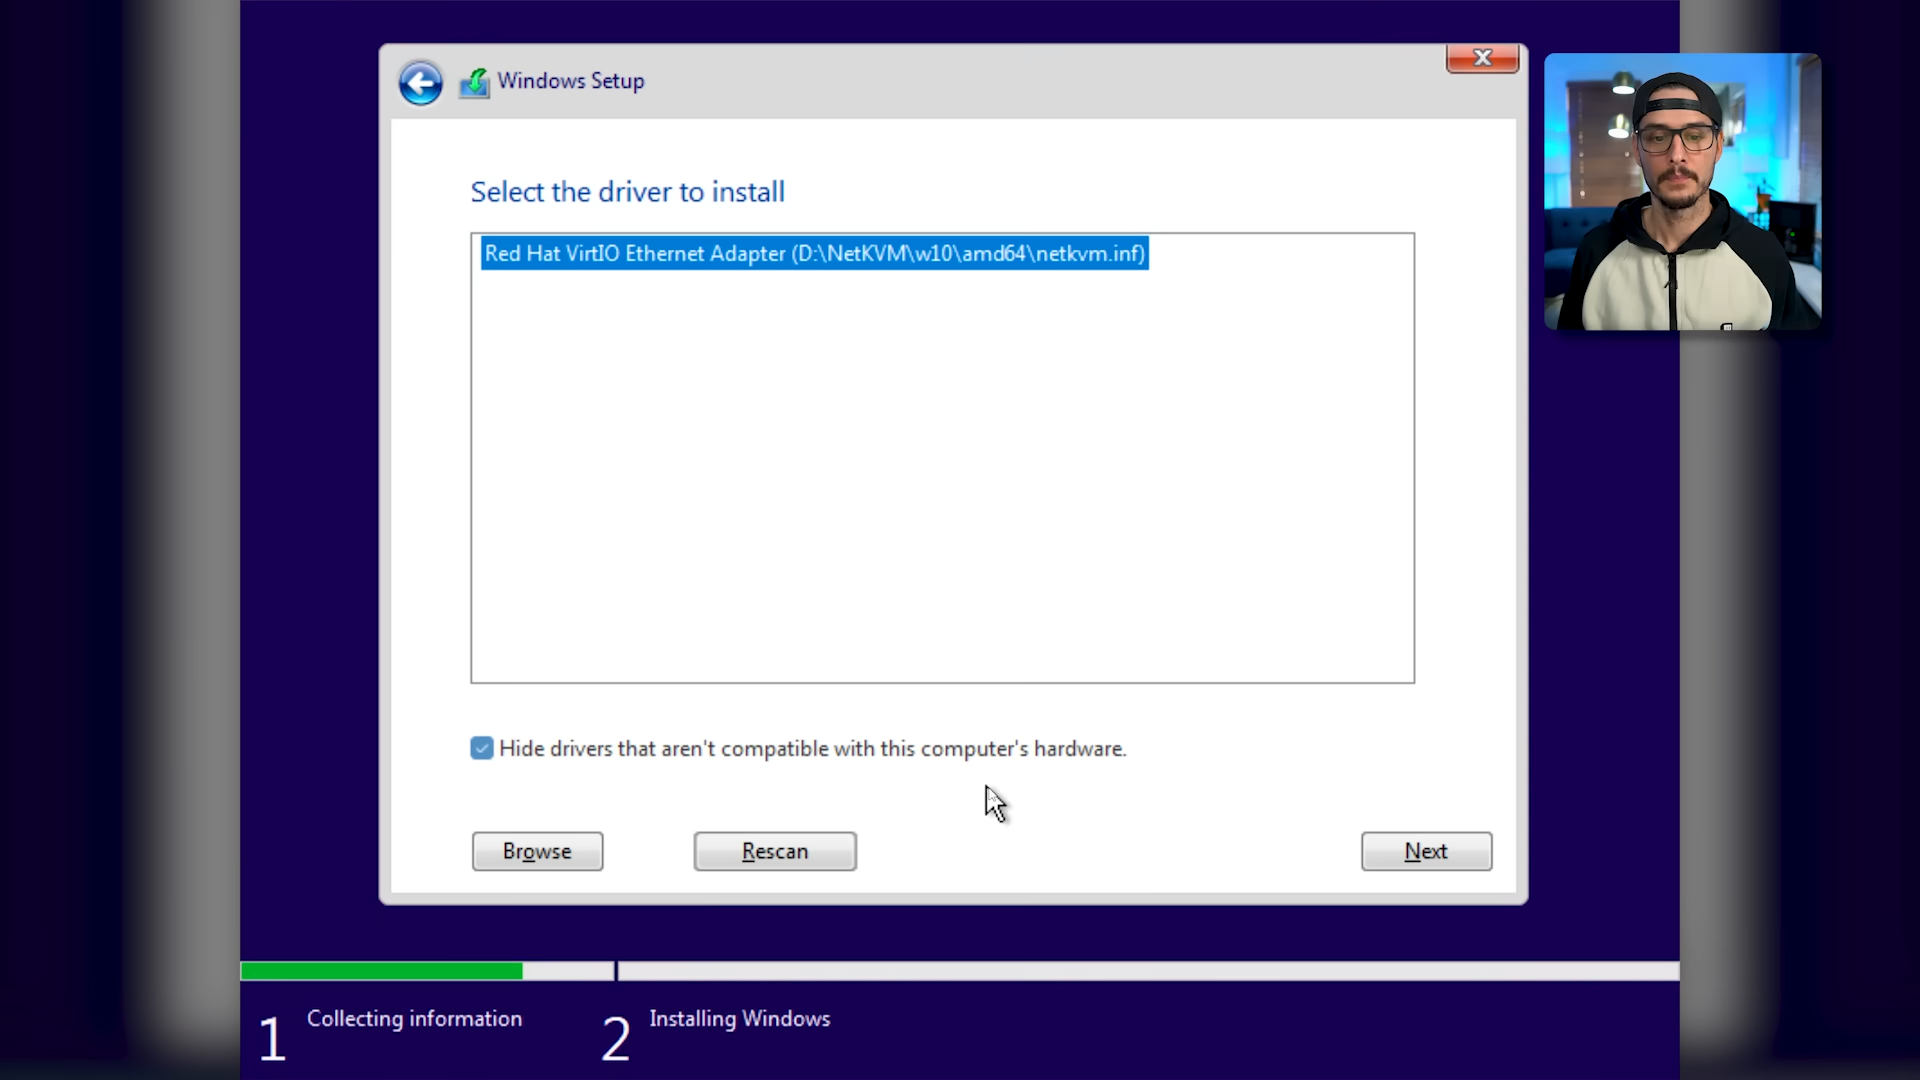 Windows Setup
X
Select the driver to install
Red Hat VirtIO Ethernet Adapter (D:\NetKVM\w10\amd64\netkvm.inf)
Hide drivers that aren't compatible with this computer's hardware.
Browse
Rescan
Next
1 Collecting information
2 Installing Windows